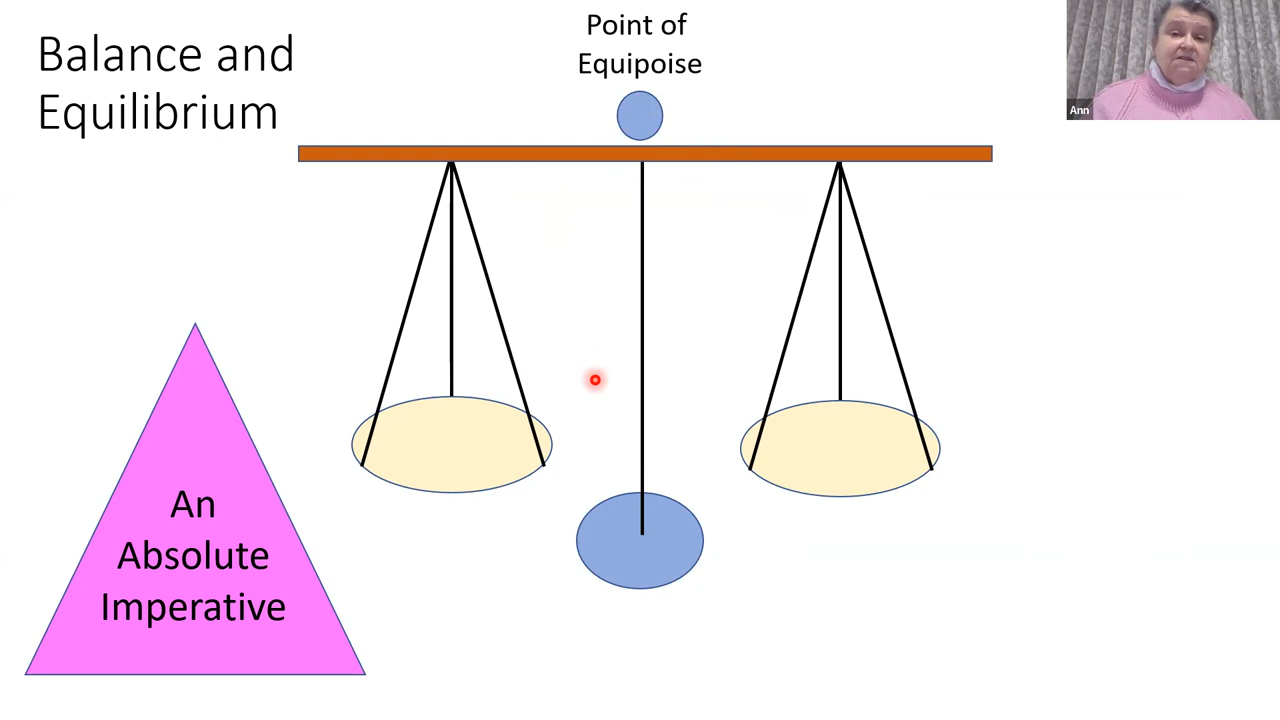 Balance and
Equilibrium
Point of
Equipoise
Ann
An
Absolute
Imperative